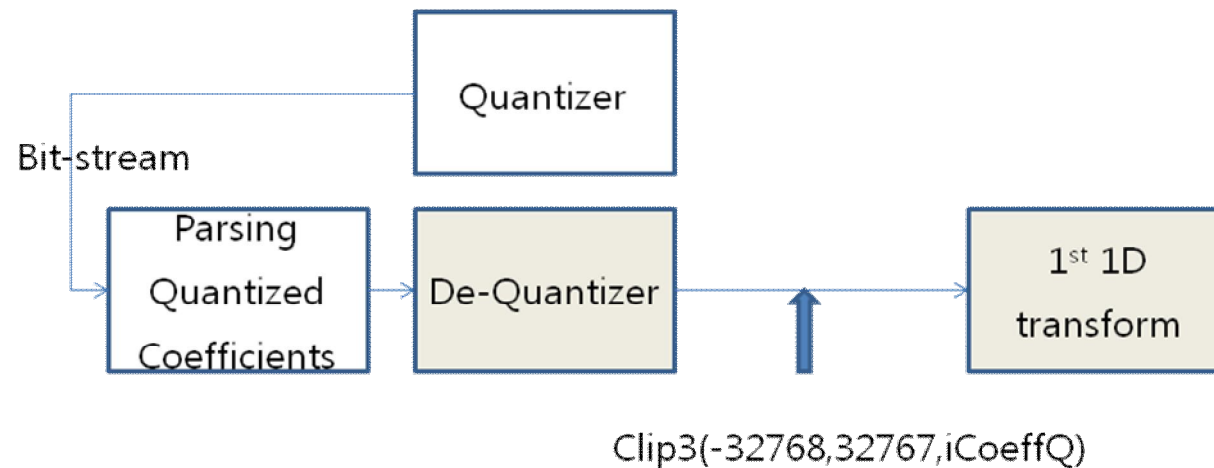 Quantizer
Bit-stream
Parsing
Quantized
Coefficients
De-Quantizer
1st 1D
transform
Clip3(-32768,32767,iCoeffQ)